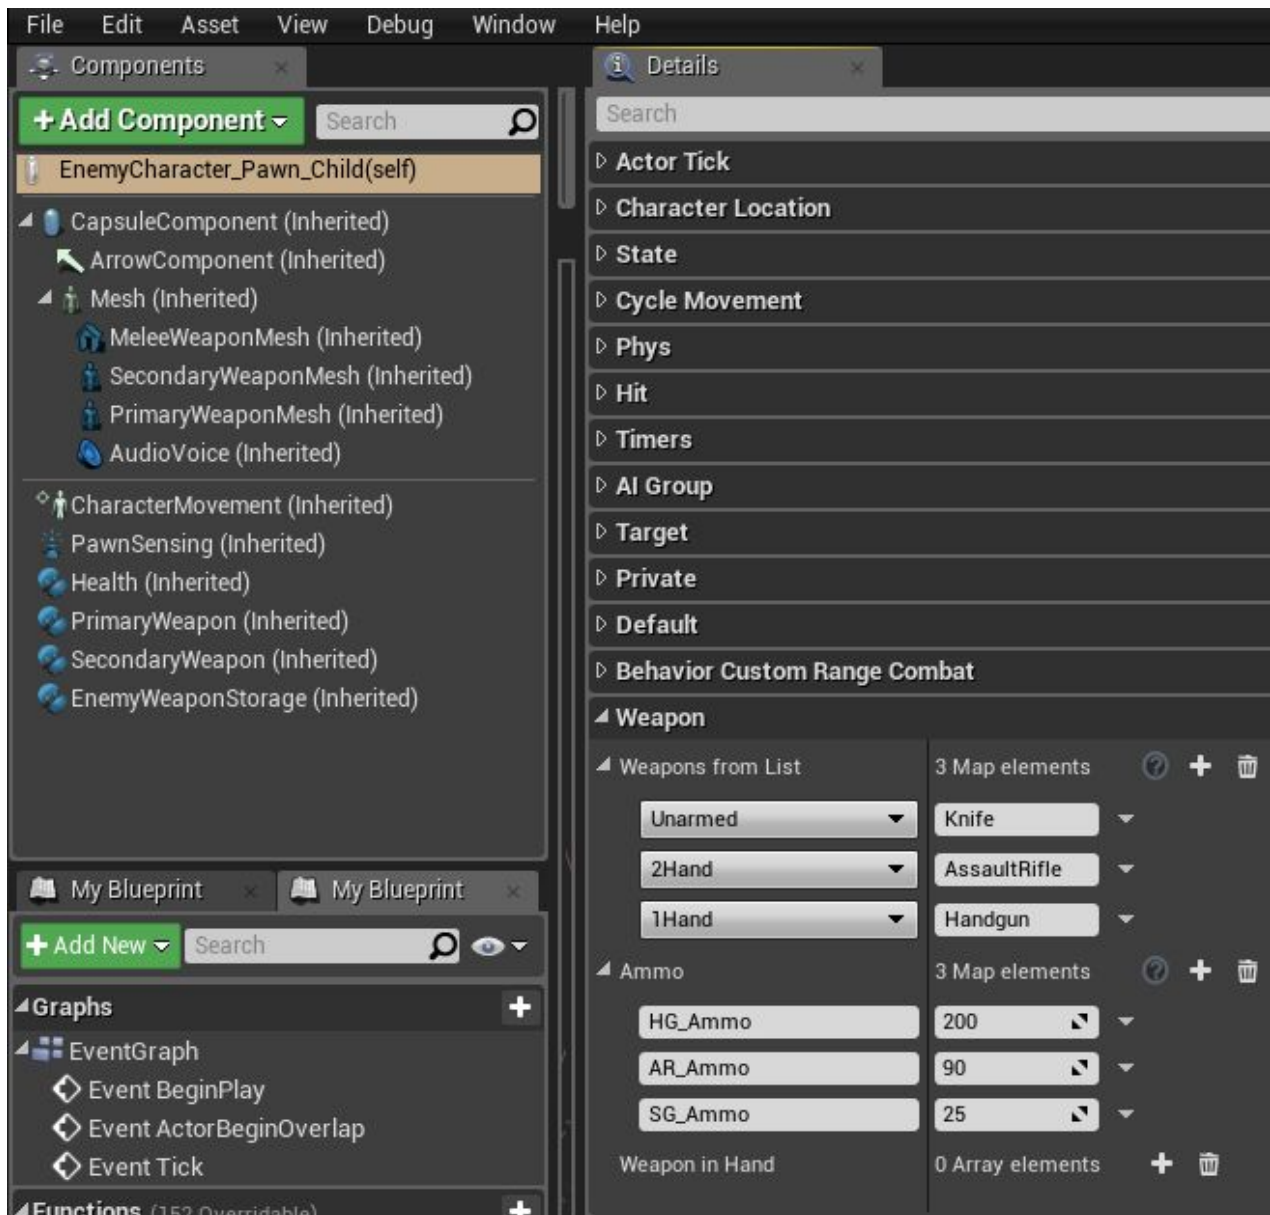 File Edit Asset View Debug Window Help
Components
+ Add Component
Search
EnemyCharacter_Pawn_Child(self)
CapsuleComponent (Inherited)
ArrowComponent (Inherited)
Mesh (Inherited)
MeleeWeaponMesh (Inherited)
SecondaryWeaponMesh (Inherited)
PrimaryWeaponMesh (Inherited)
AudioVoice (Inherited)
CharacterMovement (Inherited)
PawnSensing (Inherited)
Health (Inherited)
PrimaryWeapon (Inherited)
SecondaryWeapon (Inherited)
EnemyWeaponStorage (Inherited)
My Blueprint
My Blueprint
+ Add New
Search
Graphs
EventGraph
Event BeginPlay
Event ActorBeginOverlap
Event Tick
Functions (152 Overridable)
Details
Search
Actor Tick
Character Location
State
Cycle Movement
Phys
Hit
Timers
AI Group
Target
Private
Default
Behavior Custom Range Combat
Weapon
Weapons from List 3 Map elements
Unarmed Knife
2Hand AssaultRifle
1Hand Handgun
Ammo 3 Map elements
HG_Ammo 200
AR_Ammo 90
SG_Ammo 25
Weapon in Hand 0 Array elements